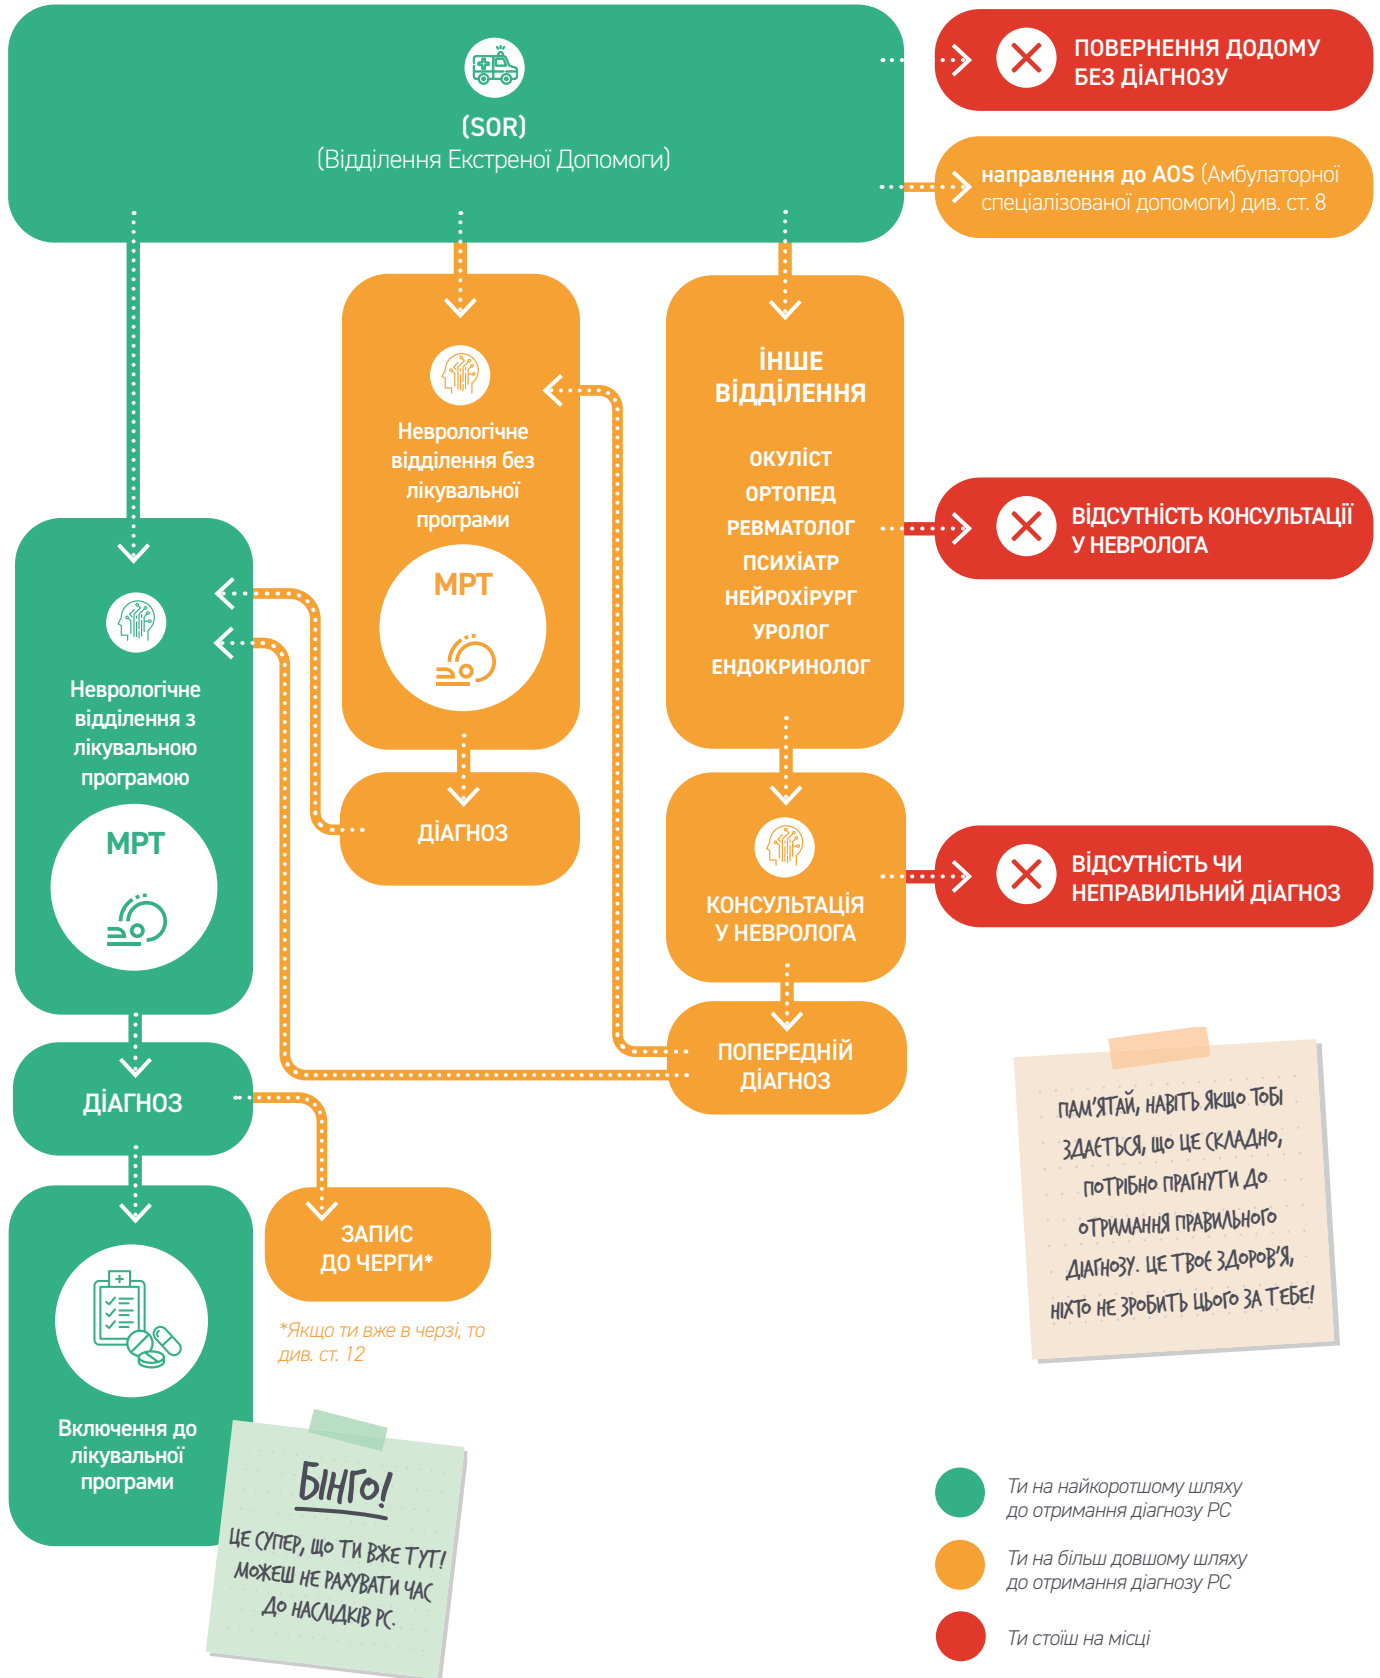 (SOR)
(Відділення Екстреної Допомоги)
ПОВЕРНЕННЯ ДОДОМУ
БЕЗ ДІАГНОЗУ
направлення до AOS (Амбулаторної
спеціалізованої допомоги) див. ст. 8
Неврологічне
відділення без
лікувальної
програми
МРТ
ДІАГНОЗ
ІНШЕ
ВІДДІЛЕННЯ
ОКУЛІСТ
ОРТОПЕД
РЕВМАТОЛОГ
ПСИХІАТР
НЕЙРОХІРУРГ
УРОЛОГ
ЕНДОКРИНОЛОГ
ВІДСУТНІСТЬ КОНСУЛЬТАЦІЇ
У НЕВРОЛОГА
Неврологічне
відділення з
лікувальною
програмою
МРТ
КОНСУЛЬТАЦІЯ
У НЕВРОЛОГА
ВІДСУТНІСТЬ ЧИ
НЕПРАВИЛЬНИЙ ДІАГНОЗ
ПОПЕРЕДНІЙ
ДІАГНОЗ
ДІАГНОЗ
ЗАПИС
ДО ЧЕРГИ*
*Якщо ти вже в черзі, то
див. ст. 12
ПАМ'ЯТАЙ, НАВІТЬ ЯКЩО ТОБІ
ЗДАЄТЬСЯ, ЩО ЦЕ СКЛАДНО,
ПОТРІБНО ПРАГНУТИ ДО
ОТРИМАННЯ ПРАВИЛЬНОГО
ДІАГНОЗУ. ЦЕ ТВОЄ ЗДОРОВ'Я,
НІХТО НЕ ЗРОБИТЬ ЦЬОГО ЗА ТЕБЕ!
Включення до
лікувальної
програми
БІНГО!
ЦЕ СУПЕР, ЩО ТИ ВЖЕ ТУТ!
МОЖЕШ НЕ РАХУВАТИ ЧАС
ДО НАСЛІДКІВ РС.
Ти на найкоротшому шляху
до отримання діагнозу РС
Ти на більш довшому шляху
до отримання діагнозу РС
Ти стоїш на місці